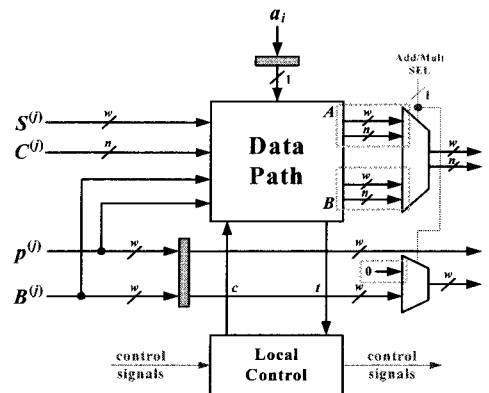 a_i
1
Add/Mult
SEL
1
S^(j) w
C^(j) n
Data
Path
A w
n
w
B n
w
n
p^(j) w w
0
B^(j) w w w
c t
control
signals
Local
Control
control
signals